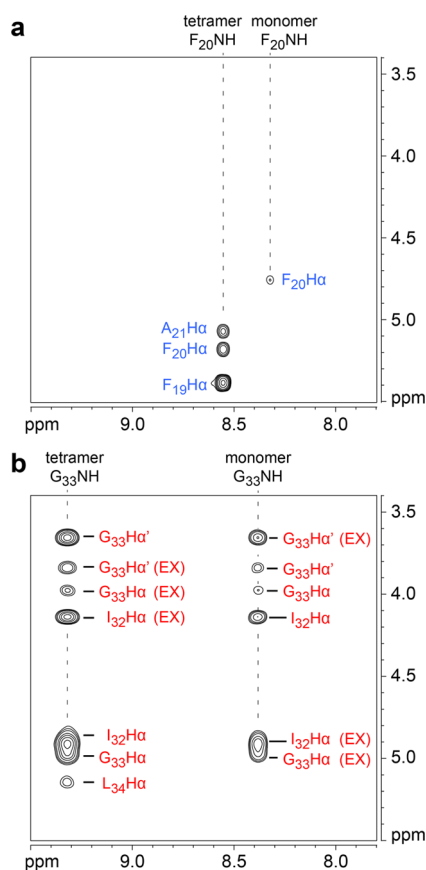 a
tetramer monomer
F₂₀NH F₂₀NH
3.5
4.0
4.5
F₂₀Hα
A₂₁Hα
5.0
F₂₀Hα
F₁₉Hα
ppm
ppm 9.0 8.5 8.0
b
tetramer monomer
G₃₃NH G₃₃NH
3.5
G₃₃Hα' G₃₃Hα' (EX)
G₃₃Hα' (EX) G₃₃Hα'
G₃₃Hα (EX) G₃₃Hα
4.0
I₃₂Hα (EX) I₃₂Hα
4.5
I₃₂Hα I₃₂Hα (EX)
G₃₃Hα G₃₃Hα (EX)
5.0
L₃₄Hα
ppm
ppm 9.0 8.5 8.0